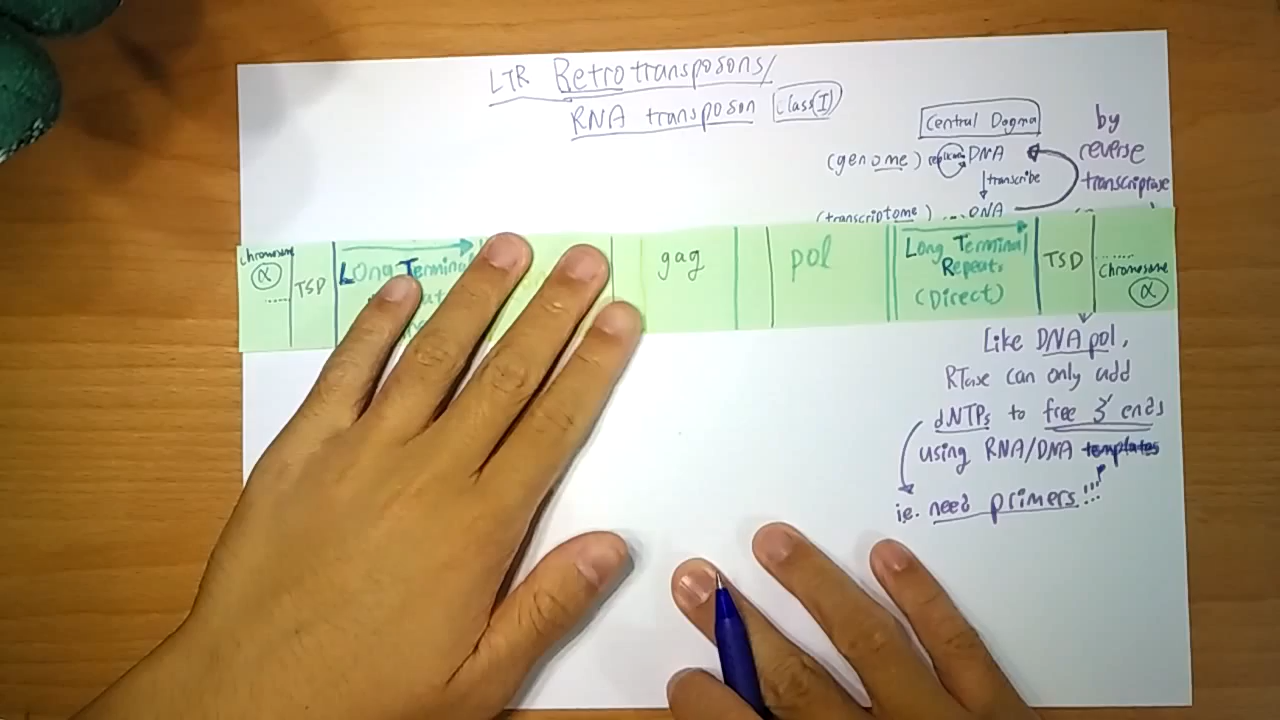 LTR Retrotransposons/
RNA transposon class(I)
Central Dogma
by
reverse
transcriptase
(genome) DNA
transcribe
(transcriptome)
chromosome
α
TSD
Long Terminal
gag
pol
Long Terminal
Repeats
(Direct)
TSD
chromosome
α
Like DNA pol,
RTase can only add
dNTPs to free 3' ends
using RNA/DNA templates
i.e. need primers!!!